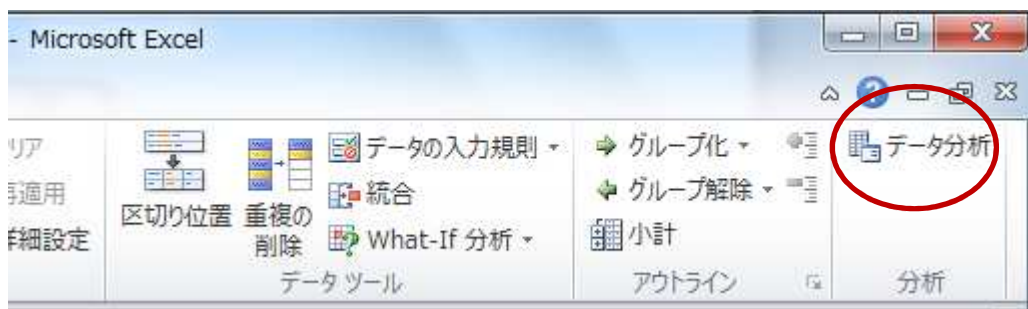 - Microsoft Excel
リア
再適用
詳細設定
区切り位置
重複の
削除
データの入力規則
統合
What-If 分析
データ ツール
グループ化
グループ解除
小計
アウトライン
データ分析
分析